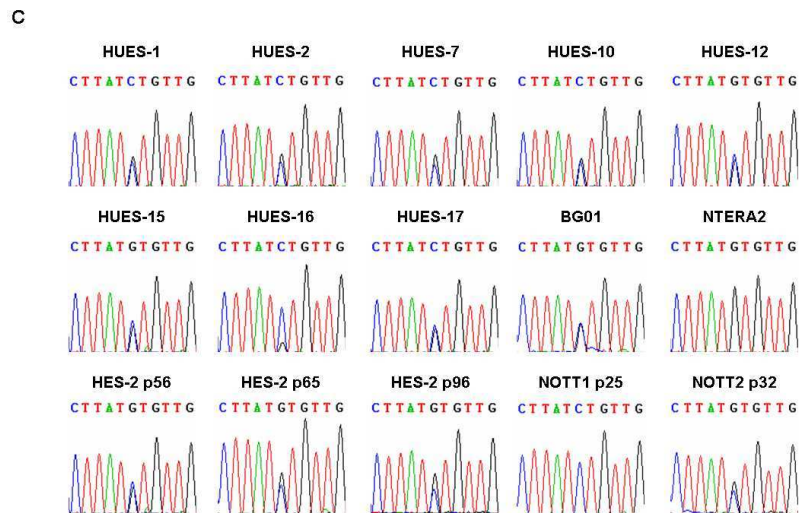 C
HUES-1 HUES-2 HUES-7 HUES-10 HUES-12
CTTATCTGTTG CTTATCTGTTG CTTATCTGTTG CTTATCTGTTG CTTATGTGTTG
HUES-15 HUES-16 HUES-17 BG01 NTERA2
CTTATGTGTTG CTTATCTGTTG CTTATCTGTTG CTTATGTGTTG CTTATGTGTTG
HES-2 p56 HES-2 p65 HES-2 p96 NOTT1 p25 NOTT2 p32
CTTATGTGTTG CTTATGTGTTG CTTATGTGTTG CTTATCTGTTG CTTATGTGTTG